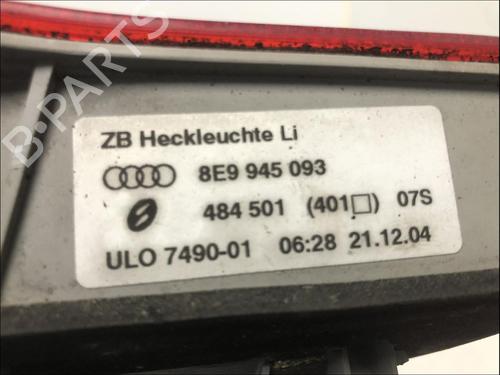 B-PARTS
ZB Heckleuchte Li
8E9 945 093
484 501 (401□) 07S
ULO 7490-01 06:28 21.12.04